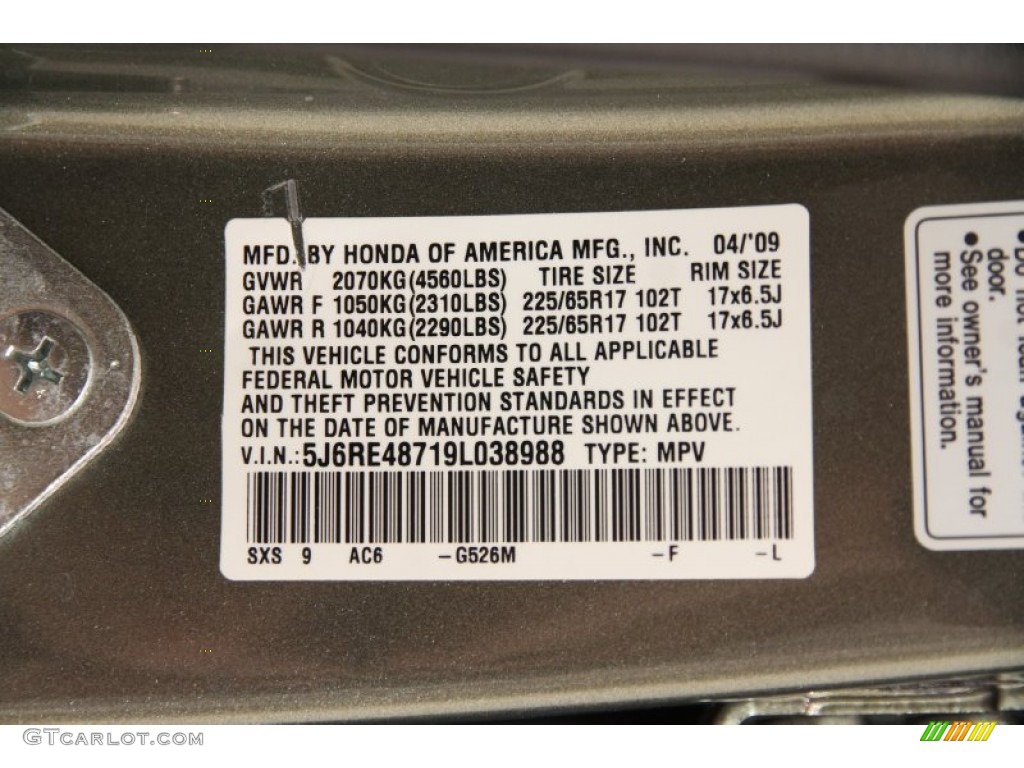 MFD. BY HONDA OF AMERICA MFG., INC. 04/'09
GVWR 2070KG(4560LBS) TIRE SIZE RIM SIZE
GAWR F 1050KG(2310LBS) 225/65R17 102T 17x6.5J
GAWR R 1040KG(2290LBS) 225/65R17 102T 17x6.5J
THIS VEHICLE CONFORMS TO ALL APPLICABLE
FEDERAL MOTOR VEHICLE SAFETY
AND THEFT PREVENTION STANDARDS IN EFFECT
ON THE DATE OF MANUFACTURE SHOWN ABOVE.
V.I.N.:5J6RE48719L038988 TYPE: MPV
SXS 9 AC6 -G526M -F -L
door.
●See owner's manual for
more information.
GTCARLOT.COM